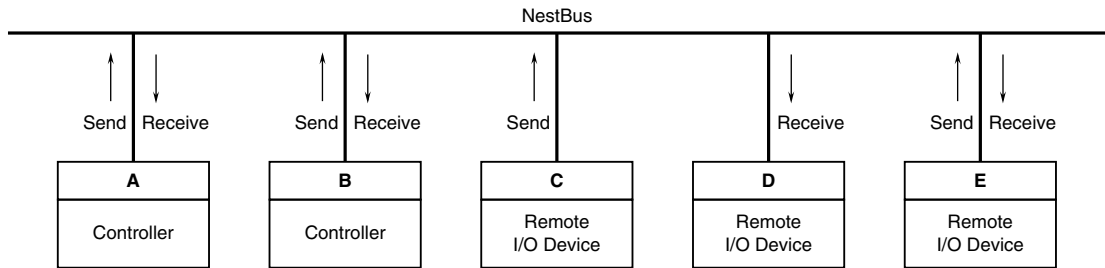 NestBus
Send Receive
Send Receive
Send
Receive
Send Receive
A
B
C
D
E
Controller
Controller
Remote
I/O Device
Remote
I/O Device
Remote
I/O Device